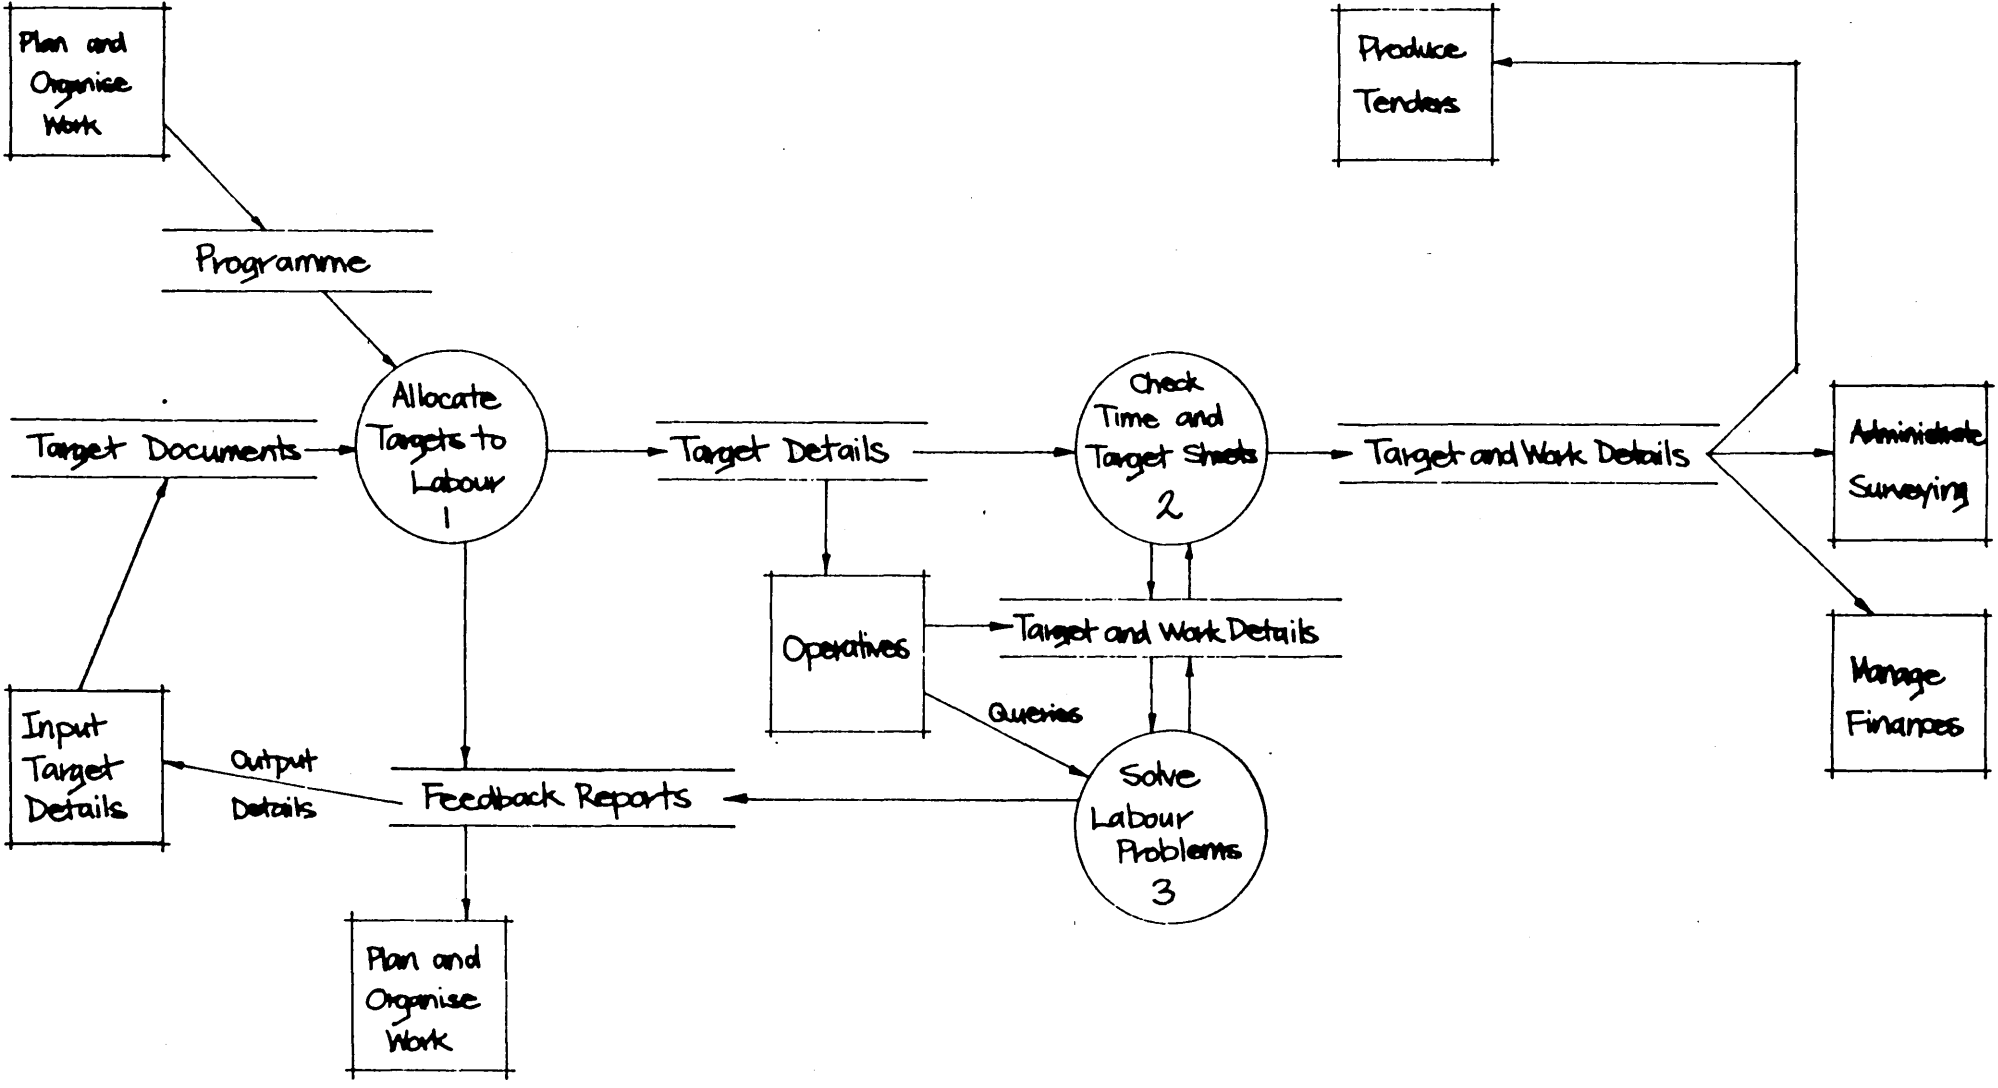 Plan and
Organise
Work
Produce
Tenders
Programme
Allocate
Targets to
Labour
1
Check
Time and
Target Sheets
2
Target Documents
Target Details
Target and Work Details
Administrate
Surveying
Operatives
Target and Work Details
Queries
Manage
Finances
Input
Target
Details
Output
Details
Feedback Reports
Solve
Labour
Problems
3
Plan and
Organise
Work